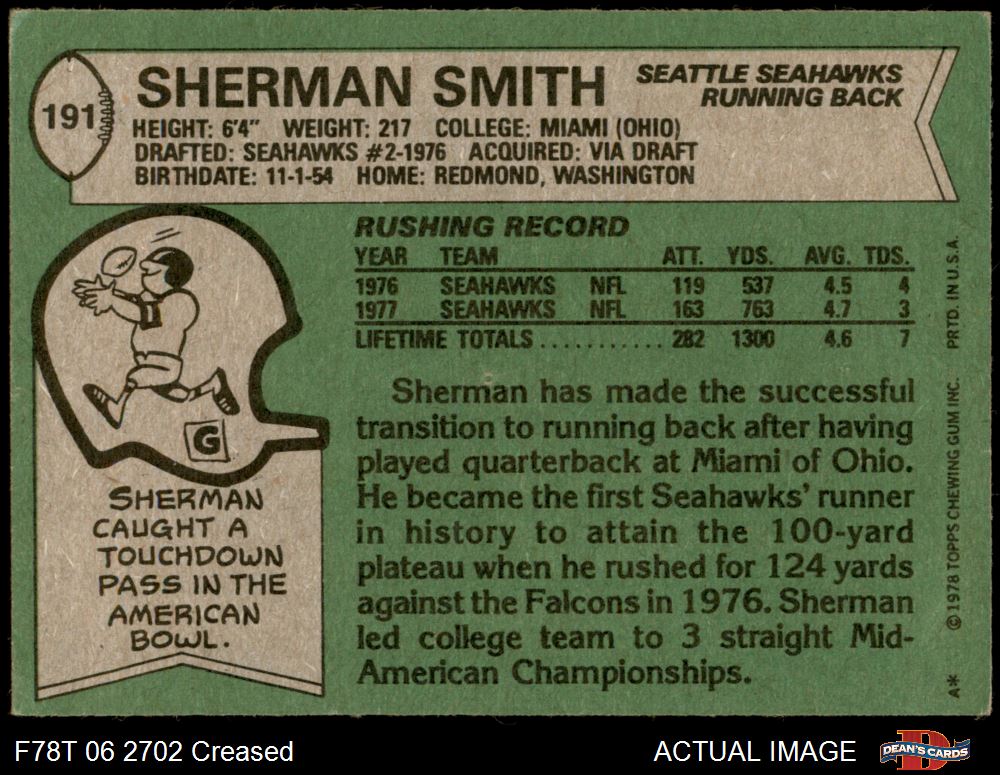 191
SHERMAN SMITH
SEATTLE SEAHAWKS
RUNNING BACK
HEIGHT: 6'4" WEIGHT: 217 COLLEGE: MIAMI (OHIO)
DRAFTED: SEAHAWKS #2-1976 ACQUIRED: VIA DRAFT
BIRTHDATE: 11-1-54 HOME: REDMOND, WASHINGTON
RUSHING RECORD
YEAR TEAM ATT. YDS. AVG. TDS.
1976 SEAHAWKS NFL 119 537 4.5 4
1977 SEAHAWKS NFL 163 763 4.7 3
LIFETIME TOTALS ........... 282 1300 4.6 7
Sherman has made the successful
transition to running back after having
played quarterback at Miami of Ohio.
He became the first Seahawks' runner
in history to attain the 100-yard
plateau when he rushed for 124 yards
against the Falcons in 1976. Sherman
led college team to 3 straight Mid-
American Championships.
G
SHERMAN
CAUGHT A
TOUCHDOWN
PASS IN THE
AMERICAN
BOWL.
A* ©1978 TOPPS CHEWING GUM INC. PRTD. IN U.S.A.
F78T 06 2702 Creased
ACTUAL IMAGE
DEAN'S CARDS